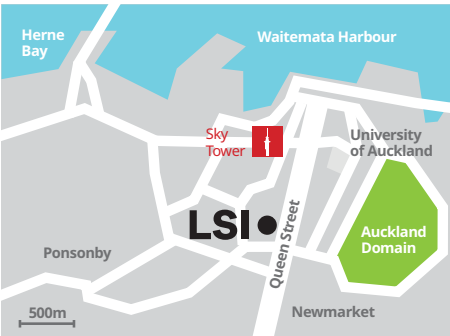 Herne
Bay
Waitemata Harbour
Sky
Tower
University
of Auckland
LSI
Queen Street
Auckland
Domain
Ponsonby
500m
Newmarket